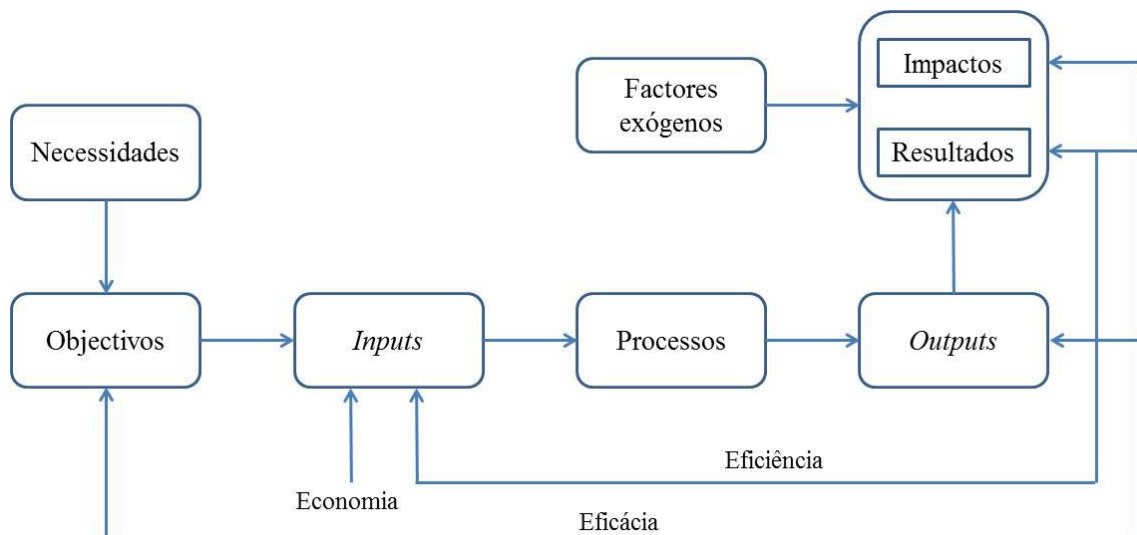 Necessidades
Factores
exógenos
Impactos
Resultados
Objectivos
Inputs
Processos
Outputs
Eficiência
Economia
Eficácia